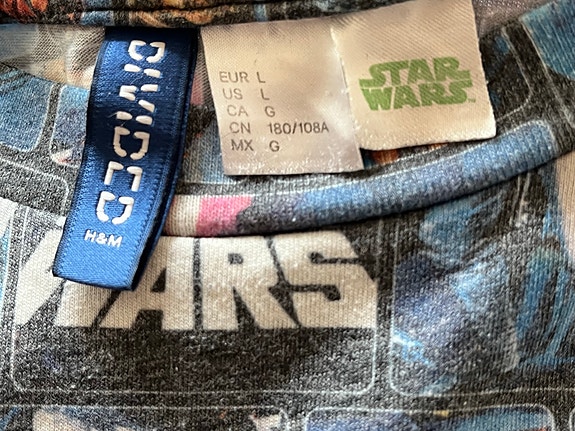 DIVIDED
H&M
EUR L
US L
CA G
CN 180/108A
MX G
STAR
WARS
WARS